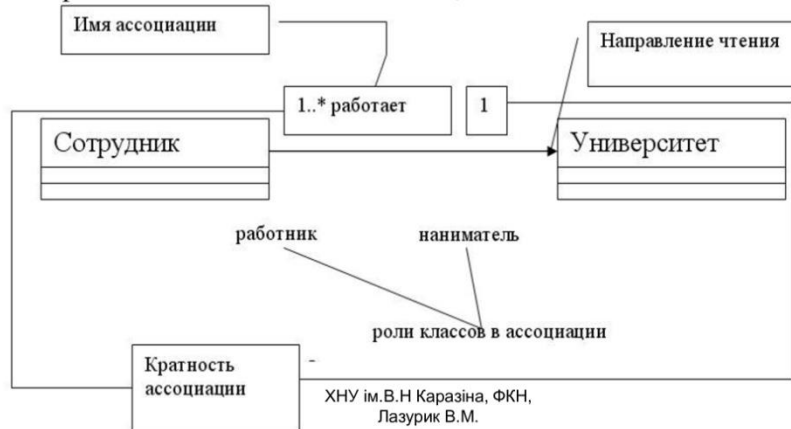 Имя ассоциации
Направление чтения
1..* работает
1
Сотрудник
Университет
работник
наниматель
роли классов в ассоциации
Кратность
ассоциации
-
ХНУ ім.В.Н Каразіна, ФКН,
Лазурик В.М.